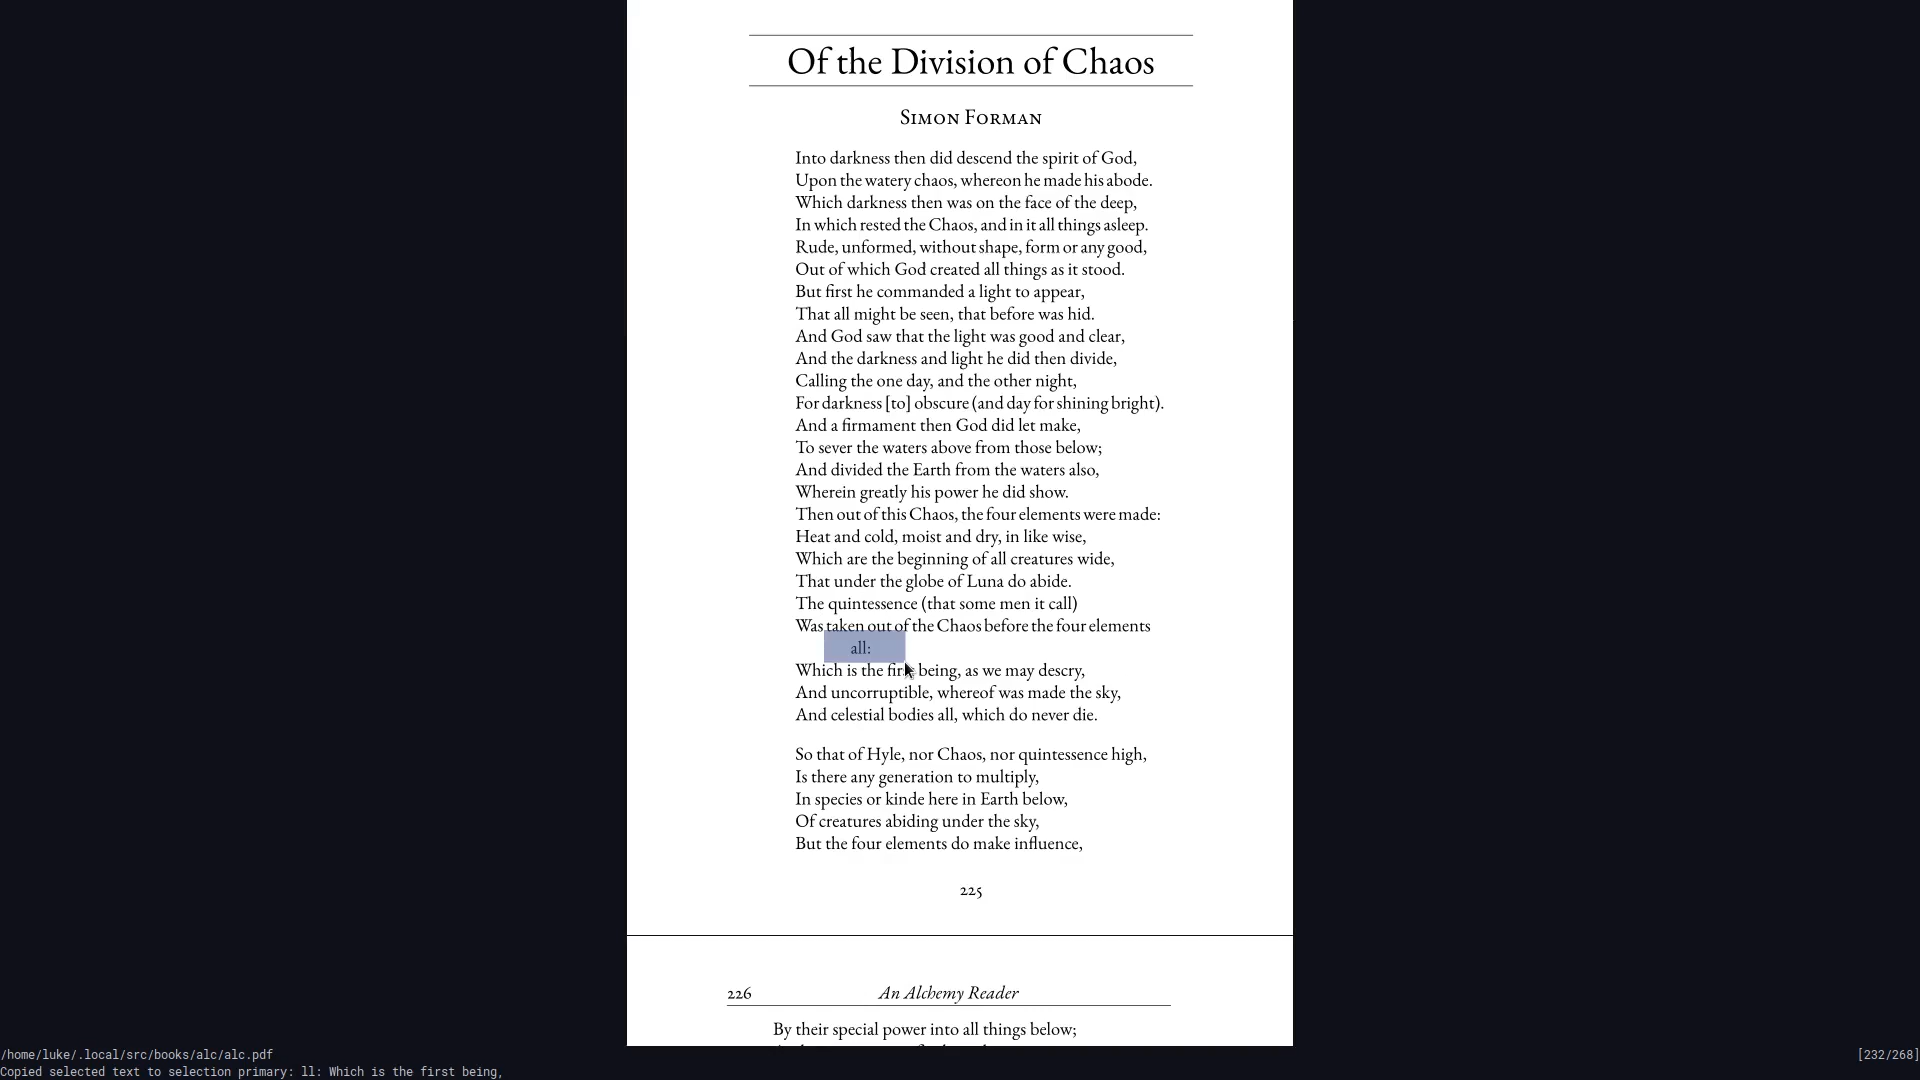 Of the Division of Chaos
Simon Forman
Into darkness then did descend the spirit of God,
Upon the watery chaos, whereon he made his abode.
Which darkness then was on the face of the deep,
In which rested the Chaos, and in it all things asleep.
Rude, unformed, without shape, form or any good,
Out of which God created all things as it stood.
But first he commanded a light to appear,
That all might be seen, that before was hid.
And God saw that the light was good and clear,
And the darkness and light he did then divide,
Calling the one day, and the other night,
For darkness [to] obscure (and day for shining bright).
And a firmament then God did let make,
To sever the waters above from those below;
And divided the Earth from the waters also,
Wherein greatly his power he did show.
Then out of this Chaos, the four elements were made:
Heat and cold, moist and dry, in like wise,
Which are the beginning of all creatures wide,
That under the globe of Luna do abide.
The quintessence (that some men it call)
Was taken out of the Chaos before the four elements
all:
Which is the first being, as we may descry,
And uncorruptible, whereof was made the sky,
And celestial bodies all, which do never die.
So that of Hyle, nor Chaos, nor quintessence high,
Is there any generation to multiply,
In species or kinde here in Earth below,
Of creatures abiding under the sky,
But the four elements do make influence,
225
226 An Alchemy Reader
By their special power into all things below;
/home/luke/.local/src/books/alc/alc.pdf [232/268]
Copied selected text to selection primary: ll: Which is the first being,